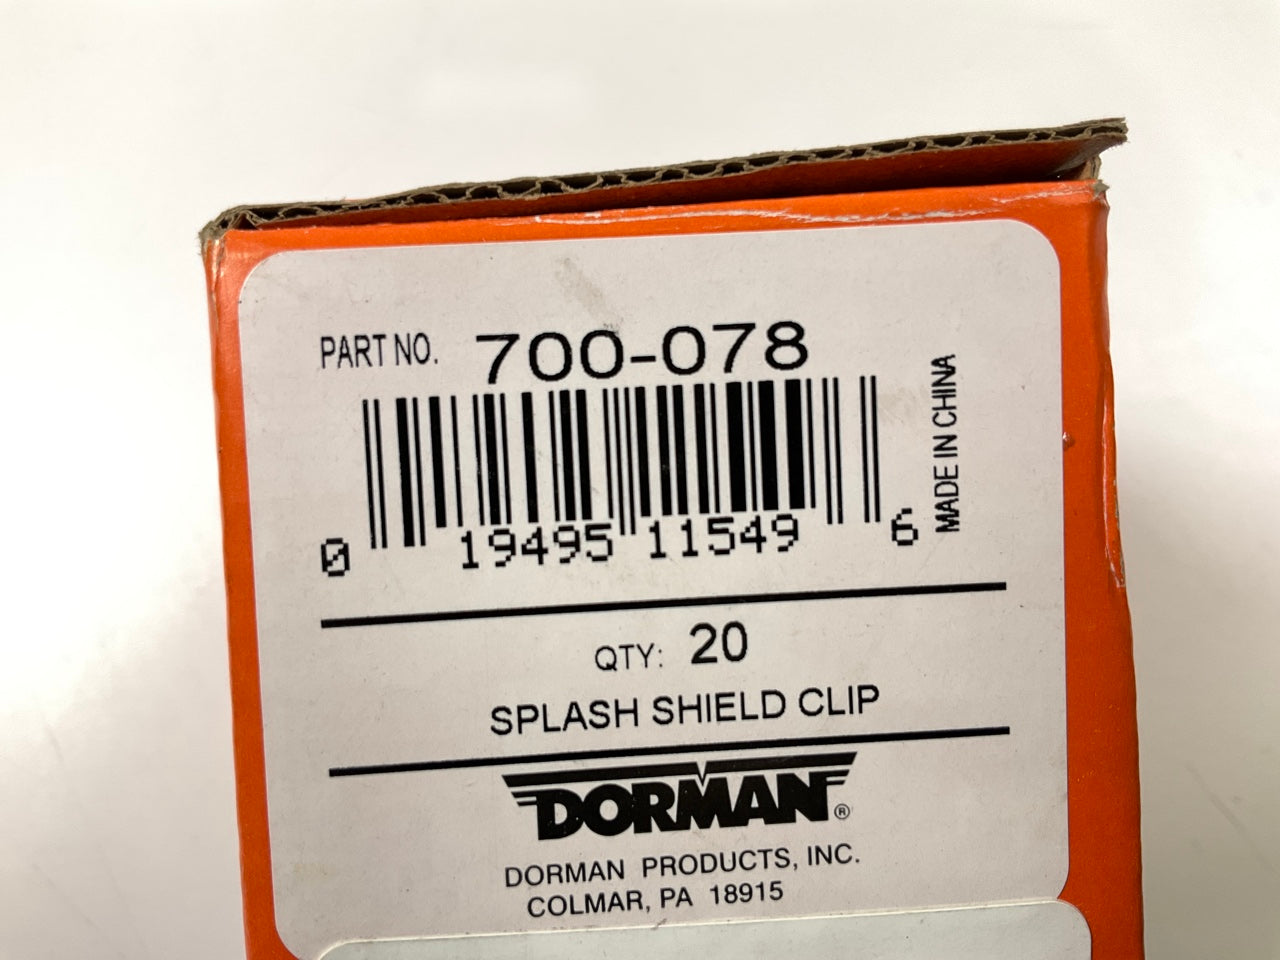 PART NO. 700-078
MADE IN CHINA
0 19495 11549 6
QTY: 20
SPLASH SHIELD CLIP
DORMAN®
DORMAN PRODUCTS, INC.
COLMAR, PA 18915